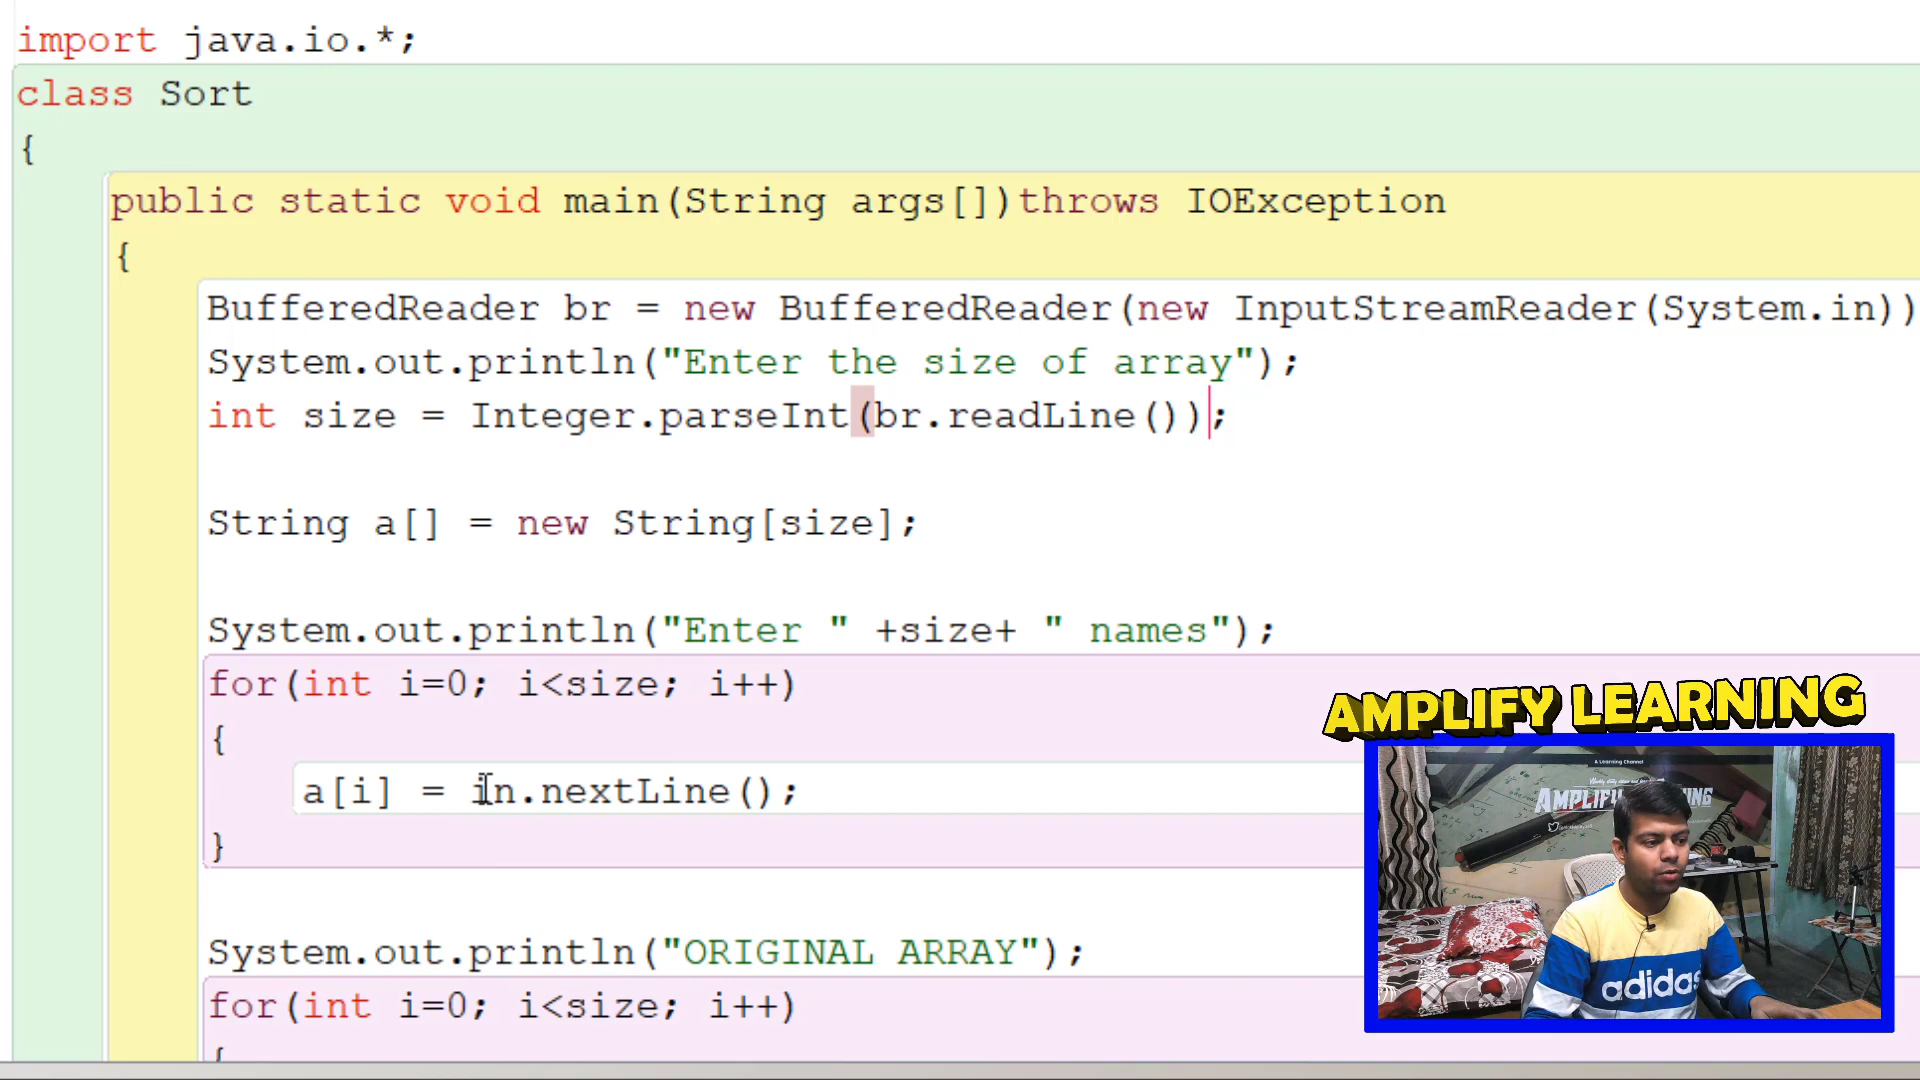 import java.io.*;
class Sort
{
public static void main(String args[])throws IOException
{
BufferedReader br = new BufferedReader(new InputStreamReader(System.in))
System.out.println("Enter the size of array");
int size = Integer.parseInt(br.readLine());
String a[] = new String[size];
System.out.println("Enter " +size+ " names");
for(int i=0; i<size; i++)
{
a[i] = in.nextLine();
}
System.out.println("ORIGINAL ARRAY");
for(int i=0; i<size; i++)
{
AMPLIFY LEARNING
A Learning Channel
adidas